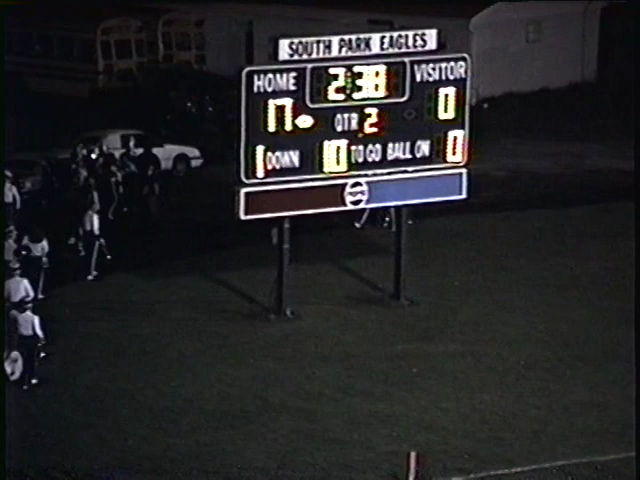 SOUTH PARK EAGLES
HOME 2:38 VISITOR
17 QTR 2 0
1 DOWN 10 TO GO BALL ON 0